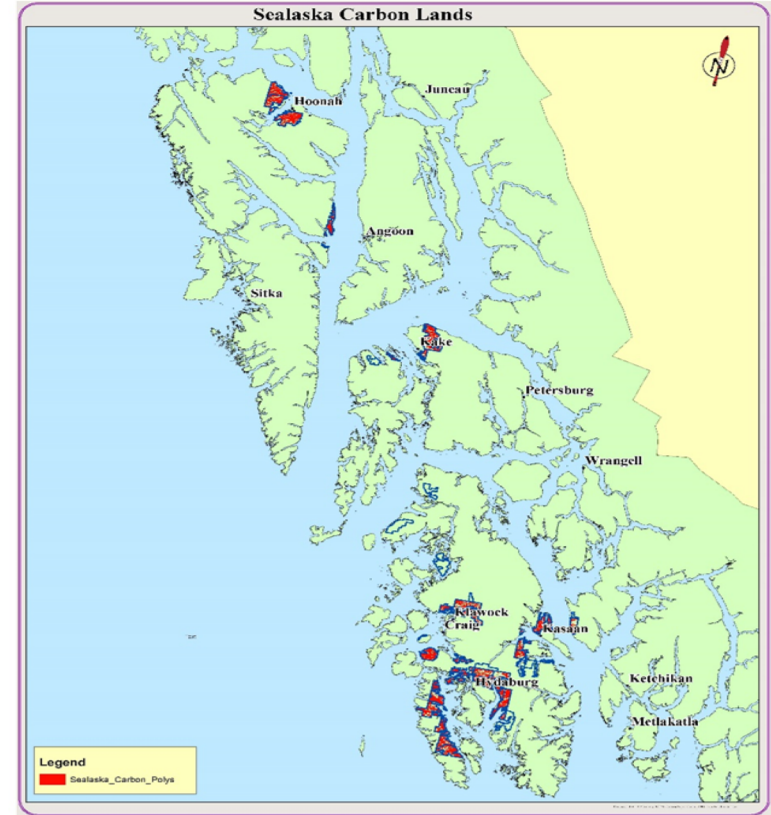 Sealaska Carbon Lands
N
Juneau
Hoonah
Angoon
Sitka
Kake
Petersburg
Wrangell
Klawock
Craig
Kasaan
Hydaburg
Ketchikan
Metlakatla
Legend
Sealaska_Carbon_Polys